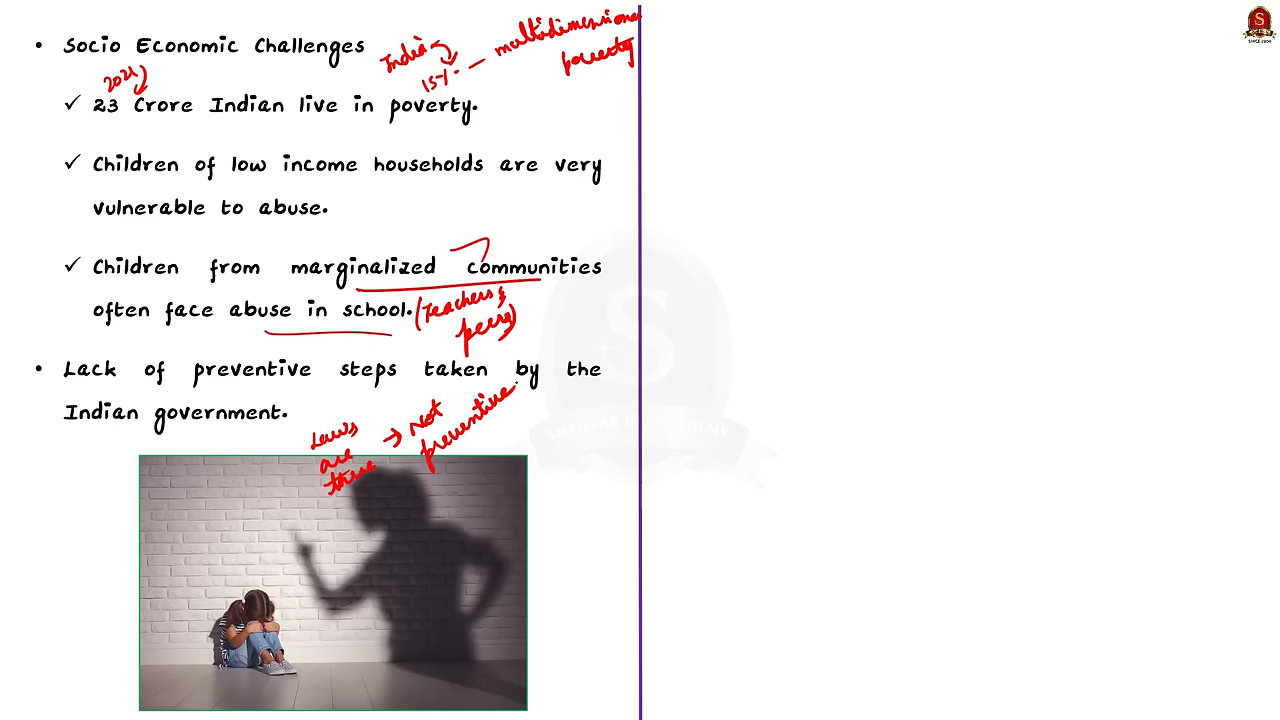 • Socio Economic Challenges
India
15%. — multidimensional
poverty
2021
✓ 23 Crore Indian live in poverty.
✓ Children of low income households are very
vulnerable to abuse.
✓ Children from marginalized communities
often face abuse in school. (Teachers &
peers)
• Lack of preventive steps taken by the
Indian government.
Laws
are
there
→ Not
preventive
S
SINCE 2004
S